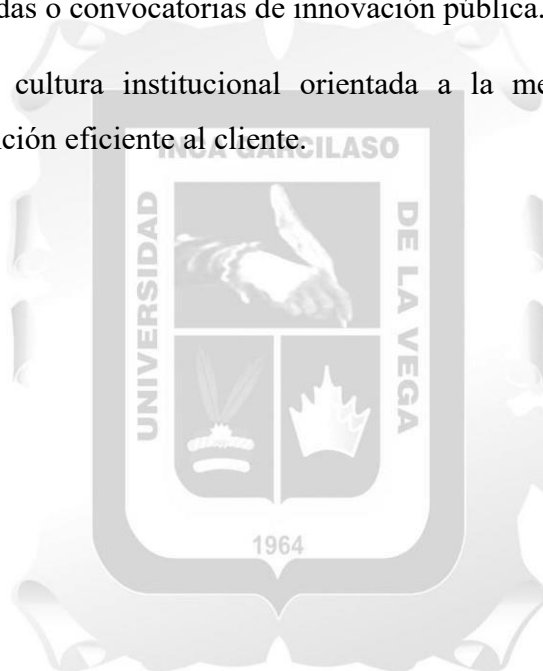 das o convocatorias de innovación pública.
cultura institucional orientada a la me
ción eficiente al cliente.
INCA GARCILASO
UNIVERSIDAD
DE LA VEGA
1964